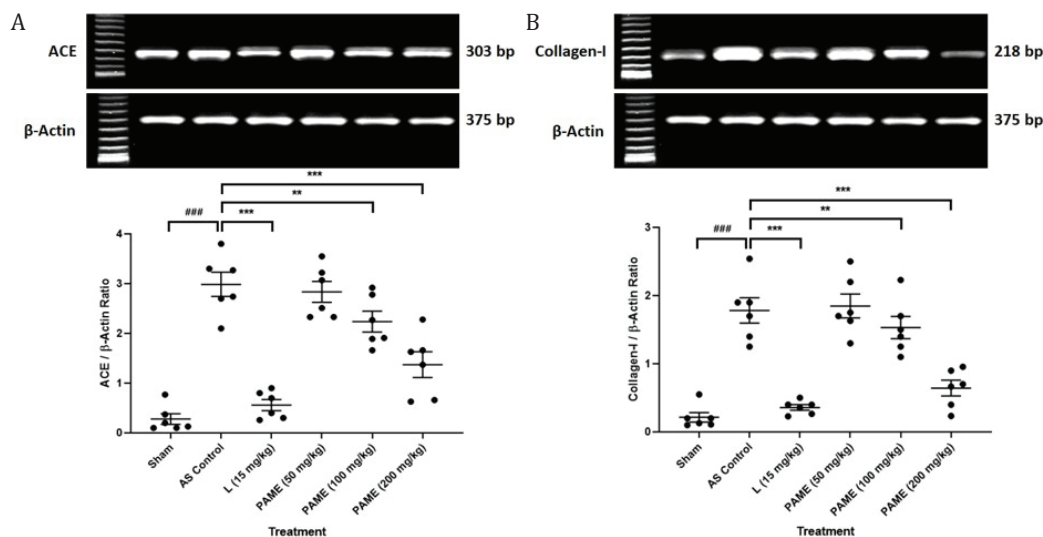 A
ACE
303 bp
β-Actin
375 bp
***
**
###
***
4
3
2
1
0
ACE / β-Actin Ratio
Sham
AS Control
L (15 mg/kg)
PAME (50 mg/kg)
PAME (100 mg/kg)
PAME (200 mg/kg)
Treatment
B
Collagen-I
218 bp
β-Actin
375 bp
***
**
###
***
3
2
1
0
Collagen-I / β-Actin Ratio
Sham
AS Control
L (15 mg/kg)
PAME (50 mg/kg)
PAME (100 mg/kg)
PAME (200 mg/kg)
Treatment